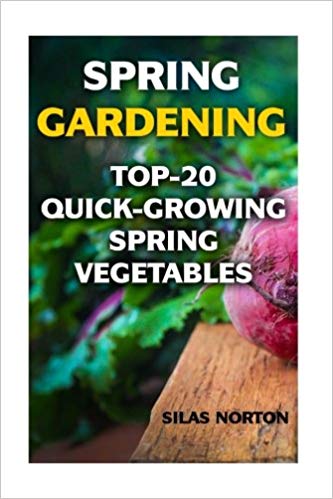 SPRING
GARDENING
TOP-20
QUICK-GROWING
SPRING
VEGETABLES
SILAS NORTON